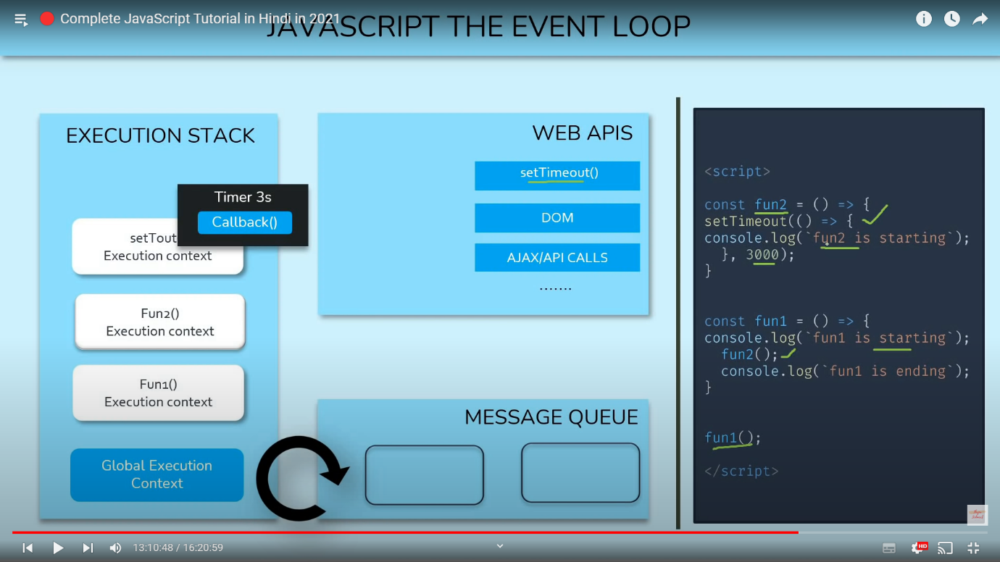 Complete JavaScript Tutorial in Hindi in 2021
JAVASCRIPT THE EVENT LOOP
EXECUTION STACK
Timer 3s
Callback()
setTout
Execution context
Fun2()
Execution context
Fun1()
Execution context
Global Execution
Context
WEB APIS
setTimeout()
DOM
AJAX/API CALLS
.......
MESSAGE QUEUE
<script>
const fun2 = () => {
setTimeout(() => {
console.log(`fun2 is starting`);
}, 3000);
}
const fun1 = () => {
console.log(`fun1 is starting`);
fun2();
console.log(`fun1 is ending`);
}
fun1();
</script>
13:10:48 / 16:20:59
HD